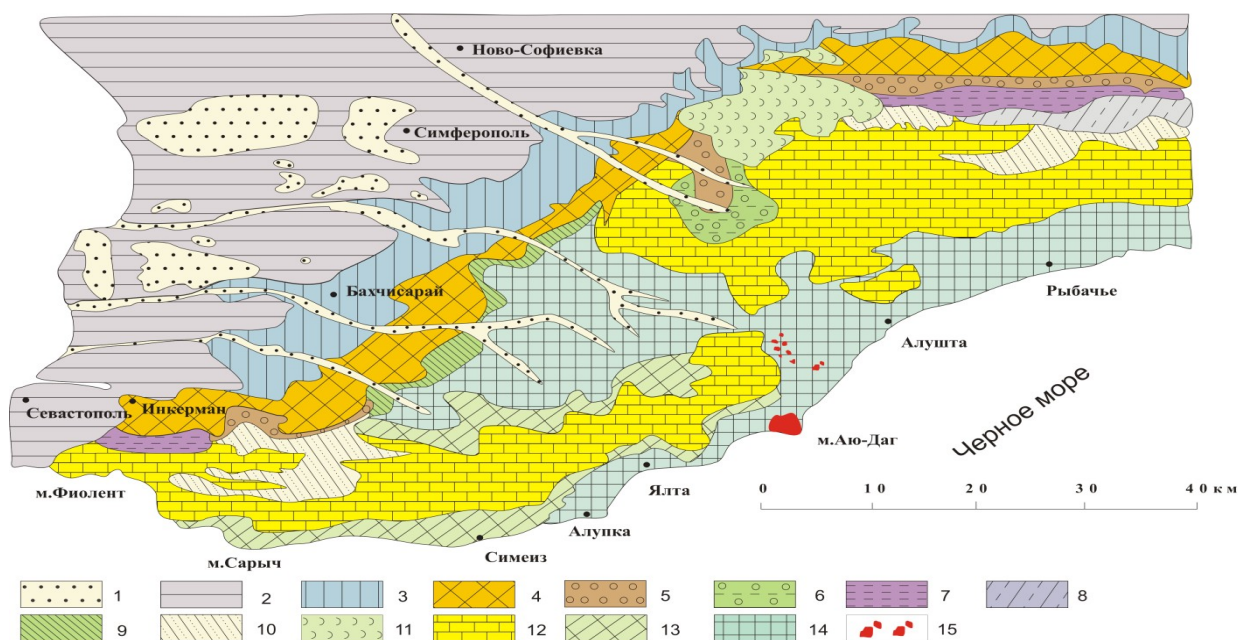 Ново-Софиевка
Симферополь
Бахчисарай
Рыбачье
Алушта
Севастополь
Инкерман
Черное море
м.Аю-Даг
м.Фиолент
Ялта
0 10 20 30 40 км
Алупка
Симеиз
м.Сарыч
1 2 3 4 5 6 7 8
9 10 11 12 13 14 15